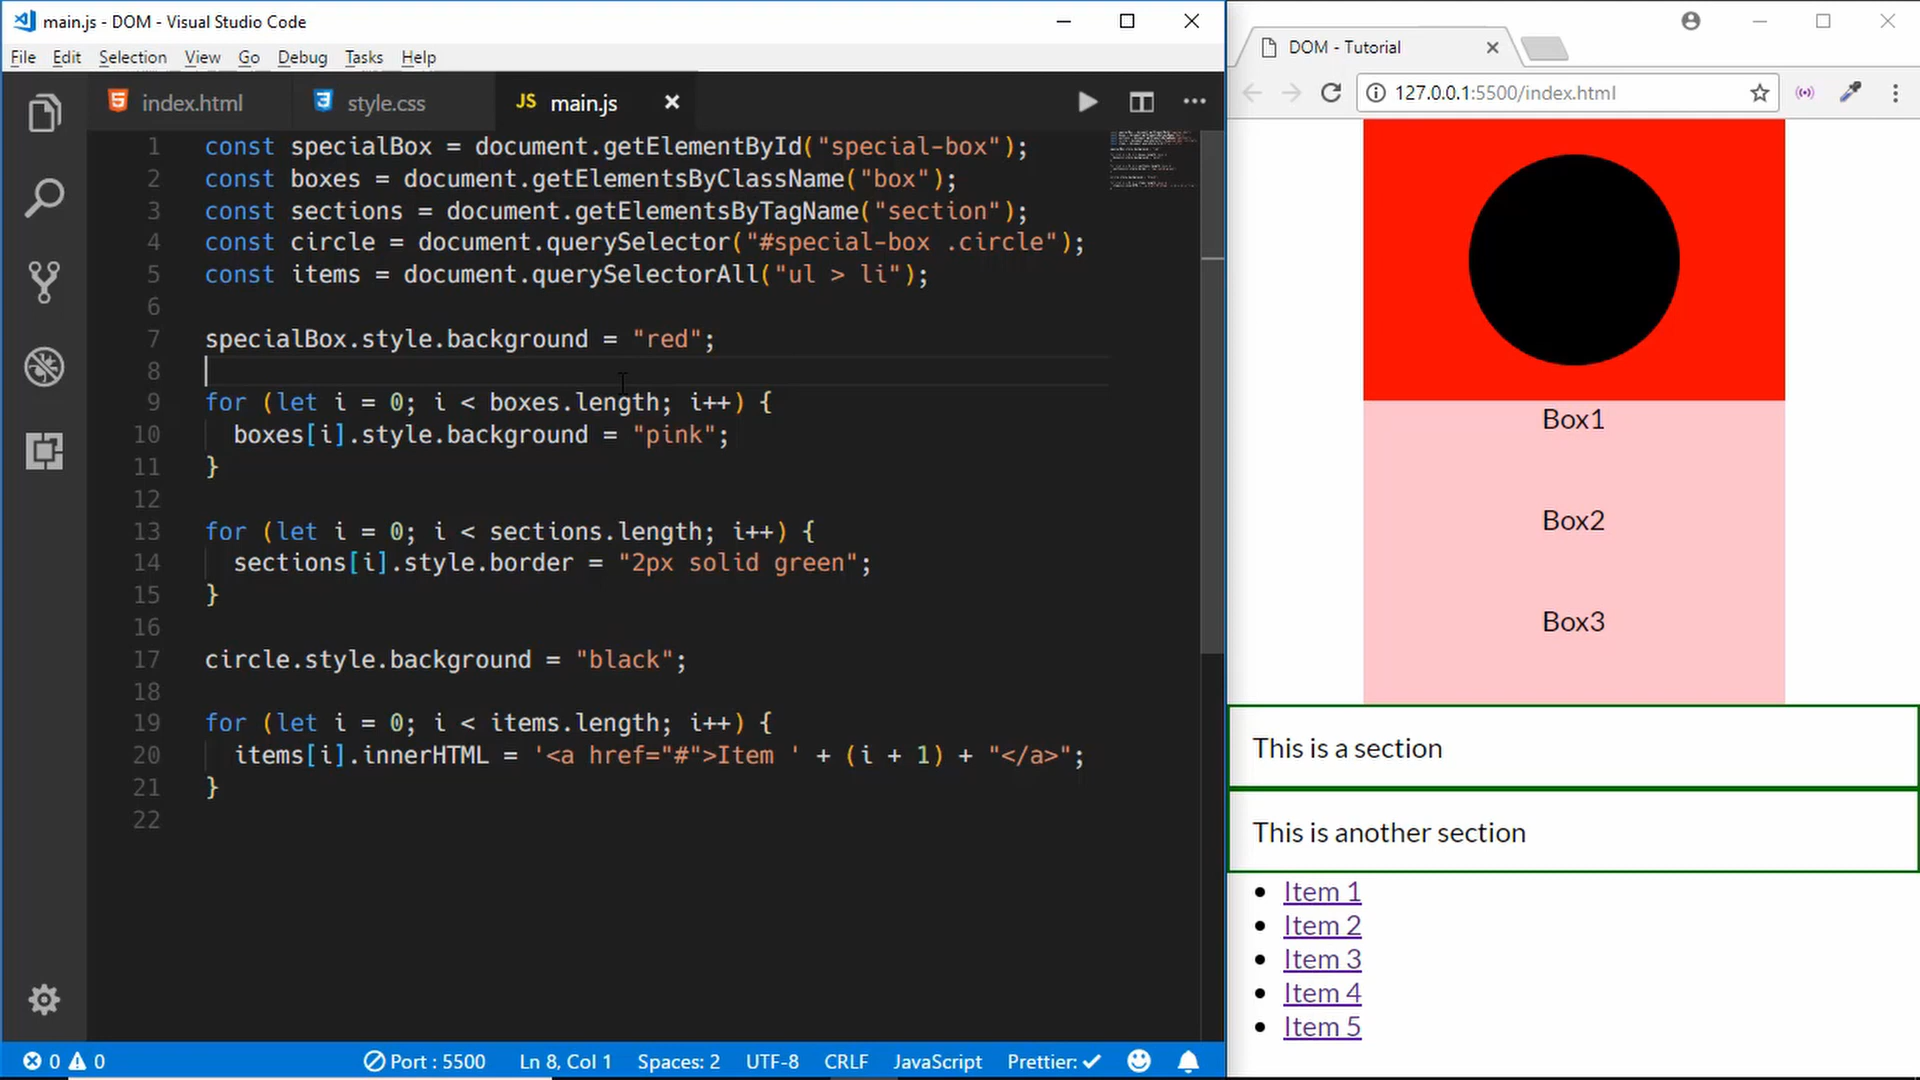 main.js - DOM - Visual Studio Code
File Edit Selection View Go Debug Tasks Help
index.html style.css JS main.js
1 const specialBox = document.getElementById("special-box");
2 const boxes = document.getElementsByClassName("box");
3 const sections = document.getElementsByTagName("section");
4 const circle = document.querySelector("#special-box .circle");
5 const items = document.querySelectorAll("ul > li");
6
7 specialBox.style.background = "red";
8
9 for (let i = 0; i < boxes.length; i++) {
10 boxes[i].style.background = "pink";
11 }
12
13 for (let i = 0; i < sections.length; i++) {
14 sections[i].style.border = "2px solid green";
15 }
16
17 circle.style.background = "black";
18
19 for (let i = 0; i < items.length; i++) {
20 items[i].innerHTML = '<a href="#">Item ' + (i + 1) + "</a>";
21 }
22
0 0 Port : 5500 Ln 8, Col 1 Spaces: 2 UTF-8 CRLF JavaScript Prettier: ✓
DOM - Tutorial
127.0.0.1:5500/index.html
Box1
Box2
Box3
This is a section
This is another section
Item 1
Item 2
Item 3
Item 4
Item 5